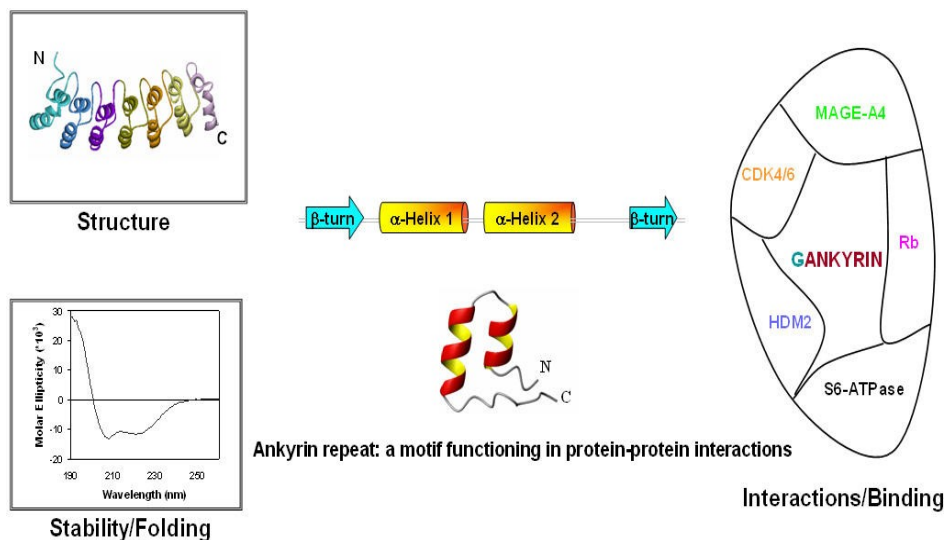 N
C
Structure
30
20
10
0
-10
-20
190
210
230
250
Molar Ellipticity (*10³)
Wavelength (nm)
Stability/Folding
β-turn
α-Helix 1
α-Helix 2
β-turn
N
C
Ankyrin repeat: a motif functioning in protein-protein interactions
MAGE-A4
CDK4/6
Rb
GANKYRIN
HDM2
S6-ATPase
Interactions/Binding